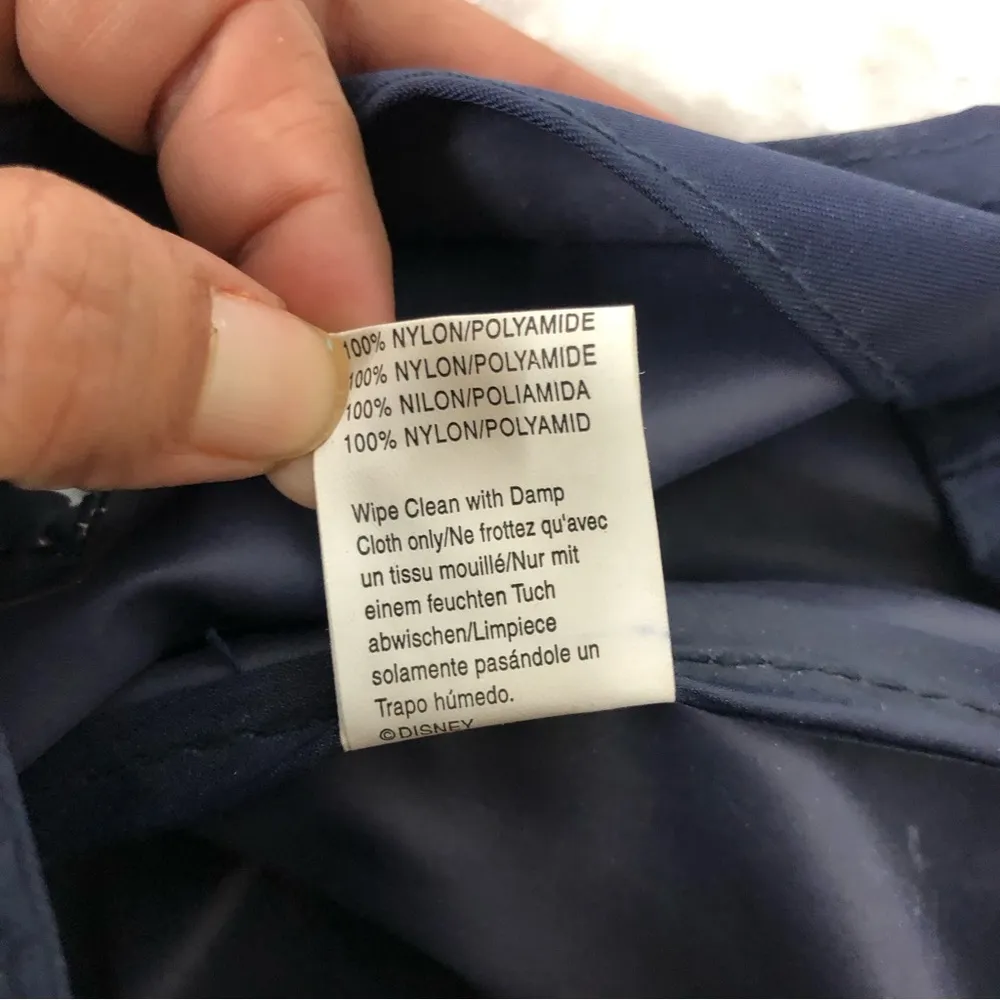 100% NYLON/POLYAMIDE
100% NYLON/POLYAMIDE
100% NILON/POLIAMIDA
100% NYLON/POLYAMID
Wipe Clean with Damp
Cloth only/Ne frottez qu'avec
un tissu mouillé/Nur mit
einem feuchten Tuch
abwischen/Limpiece
solamente pasándole un
Trapo húmedo.
©DISNEY